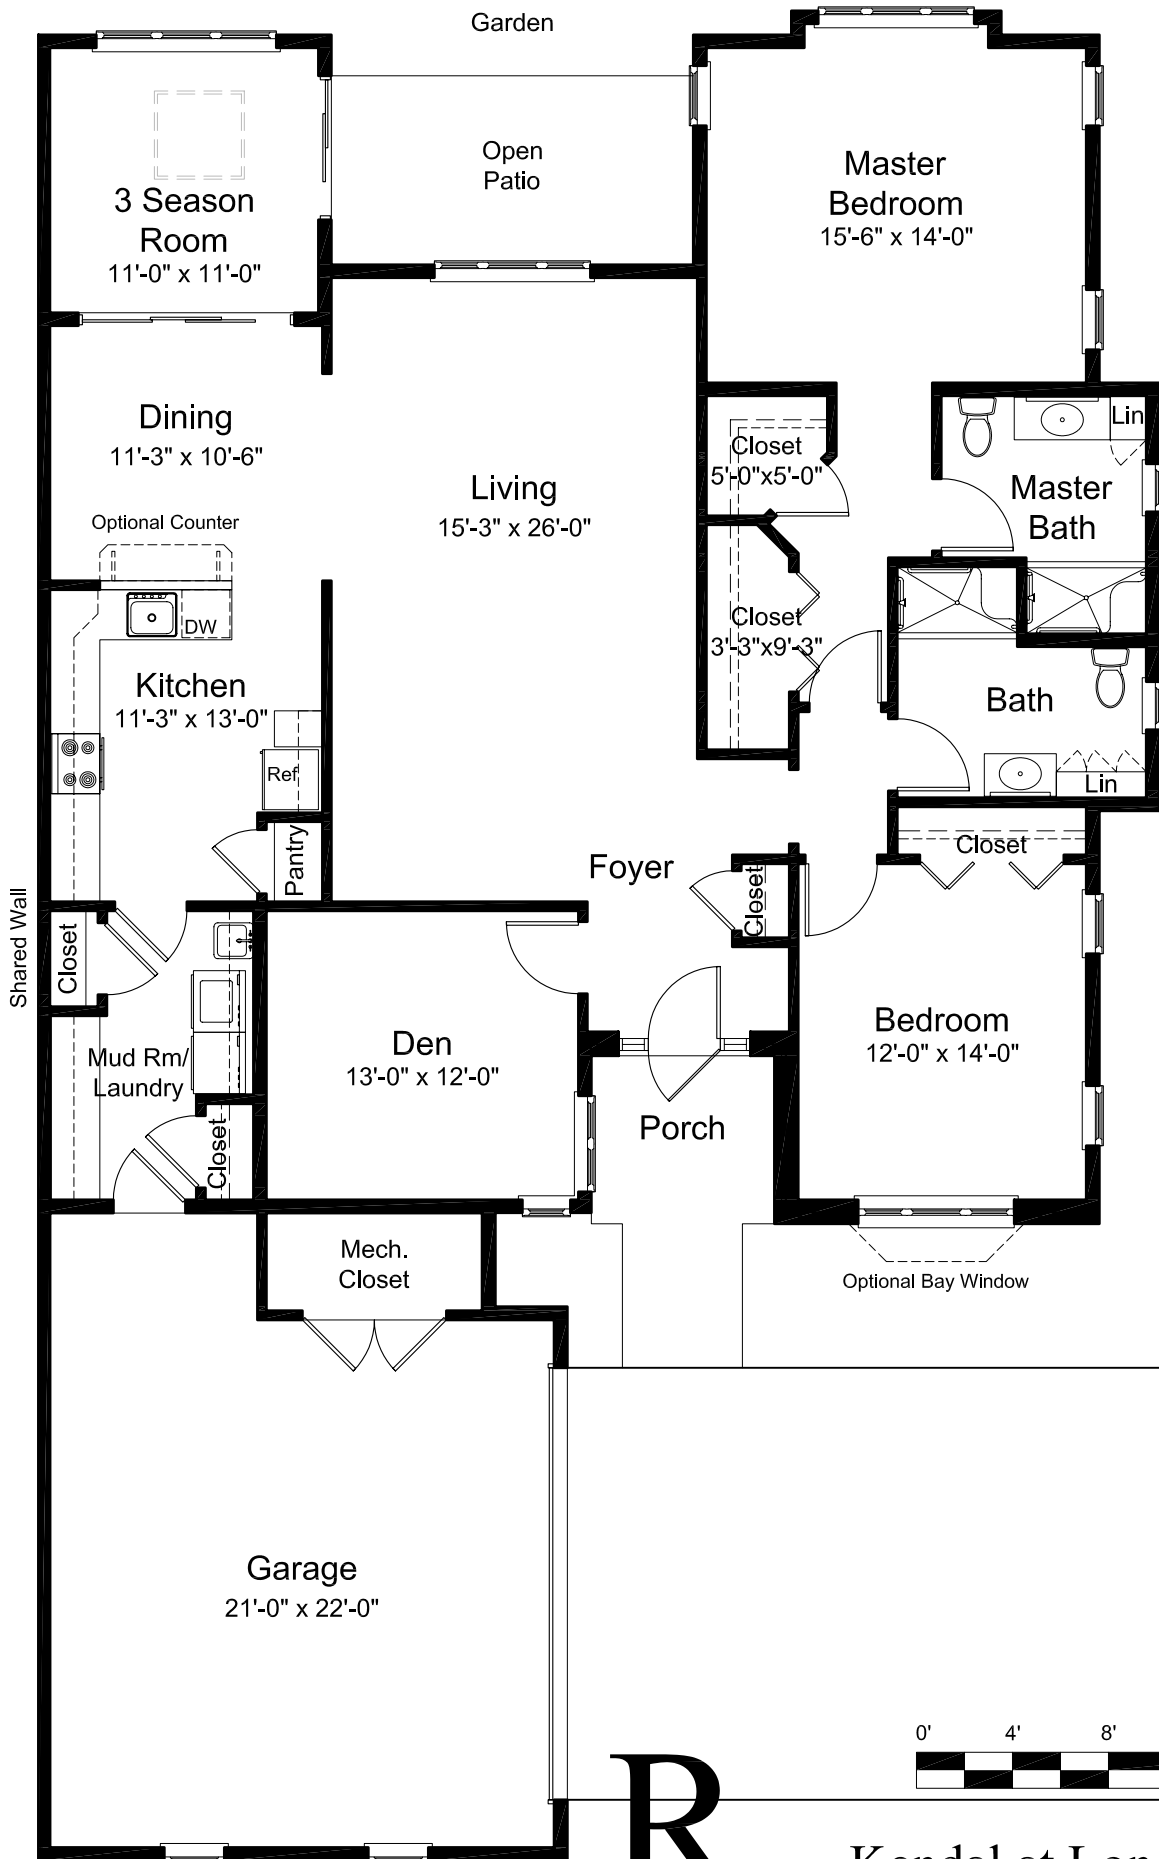 Garden
Open
Patio
3 Season
Room
11'-0" x 11'-0"
Master
Bedroom
15'-6" x 14'-0"
Dining
11'-3" x 10'-6"
Optional Counter
Living
15'-3" x 26'-0"
Closet
5'-0"x5'-0"
Lin
Master
Bath
DW
Closet
3'-3"x9'-3"
Kitchen
11'-3" x 13'-0"
Ref
Bath
Lin
Pantry
Foyer
Closet
Closet
Shared Wall
Closet
Mud Rm/
Laundry
Closet
Den
13'-0" x 12'-0"
Bedroom
12'-0" x 14'-0"
Porch
Mech.
Closet
Optional Bay Window
Garage
21'-0" x 22'-0"
0' 4' 8'
R
Kendal at Lon